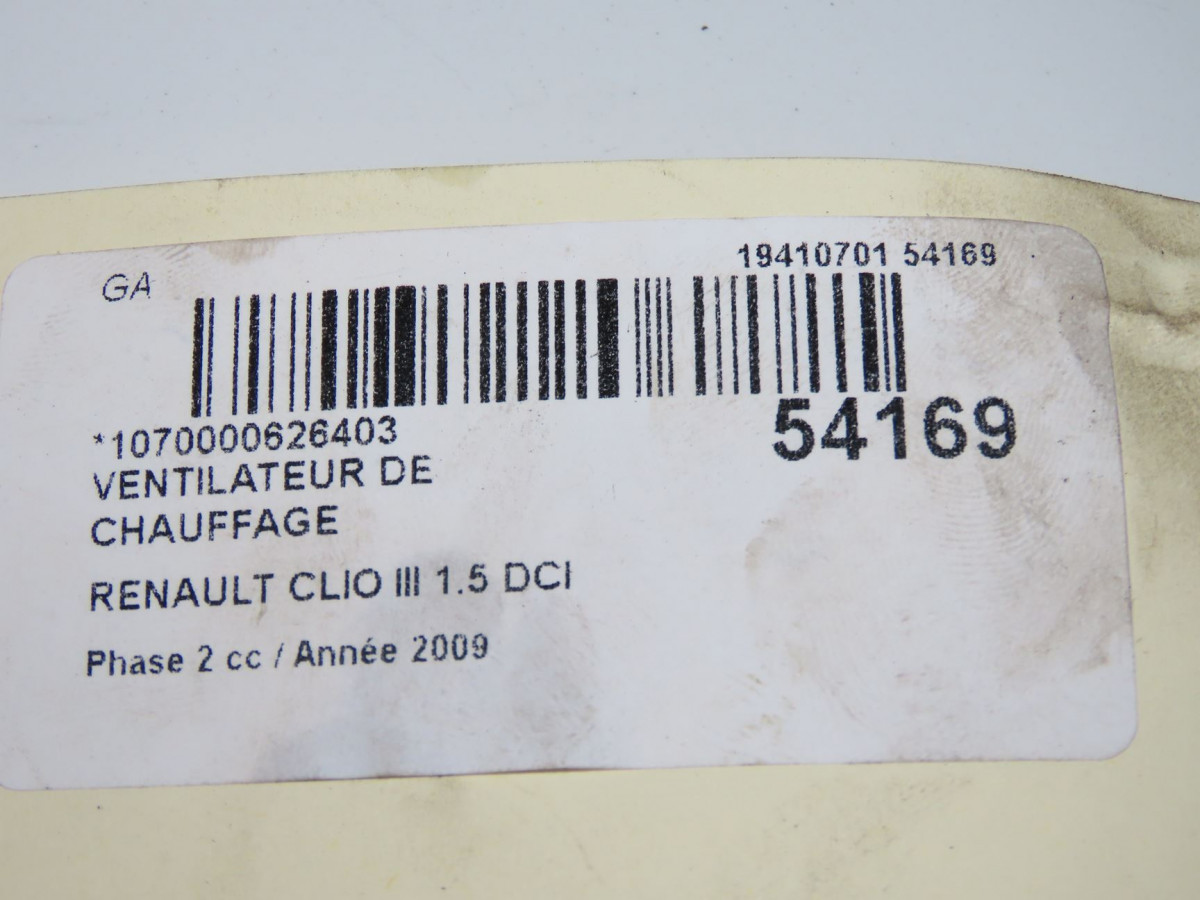 GA
19410701 54169
*1070000626403
54169
VENTILATEUR DE
CHAUFFAGE
RENAULT CLIO III 1.5 DCI
Phase 2 cc / Année 2009